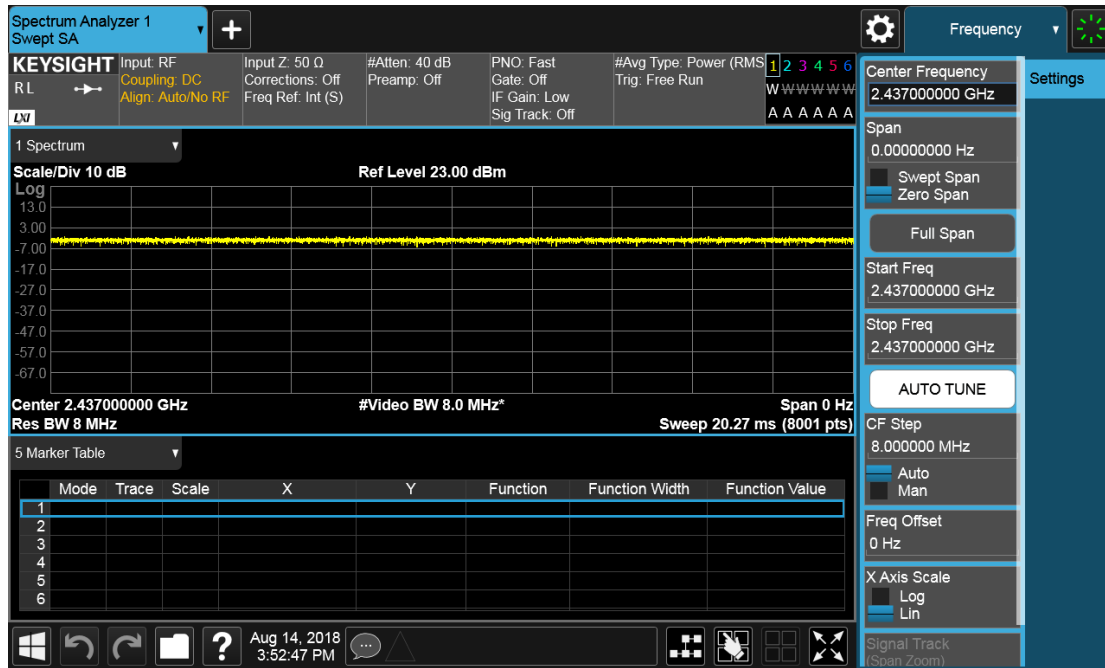 Spectrum Analyzer 1
Swept SA
Frequency
KEYSIGHT
RL
LXI
Input: RF
Coupling: DC
Align: Auto/No RF
Input Z: 50 Ω
Corrections: Off
Freq Ref: Int (S)
#Atten: 40 dB
Preamp: Off
PNO: Fast
Gate: Off
IF Gain: Low
Sig Track: Off
#Avg Type: Power (RMS
Trig: Free Run
1 2 3 4 5 6
W W W W W W
A A A A A A
Center Frequency
2.437000000 GHz
Settings
Span
0.00000000 Hz
Swept Span
Zero Span
Full Span
Start Freq
2.437000000 GHz
Stop Freq
2.437000000 GHz
AUTO TUNE
CF Step
8.000000 MHz
Auto
Man
Freq Offset
0 Hz
X Axis Scale
Log
Lin
Signal Track
(Span Zoom)
1 Spectrum
Scale/Div 10 dB
Ref Level 23.00 dBm
Log
13.0
3.00
-7.00
-17.0
-27.0
-37.0
-47.0
-57.0
-67.0
Center 2.437000000 GHz
#Video BW 8.0 MHz*
Span 0 Hz
Res BW 8 MHz
Sweep 20.27 ms (8001 pts)
5 Marker Table
Mode Trace Scale X Y Function Function Width Function Value
1
2
3
4
5
6
?
Aug 14, 2018
3:52:47 PM